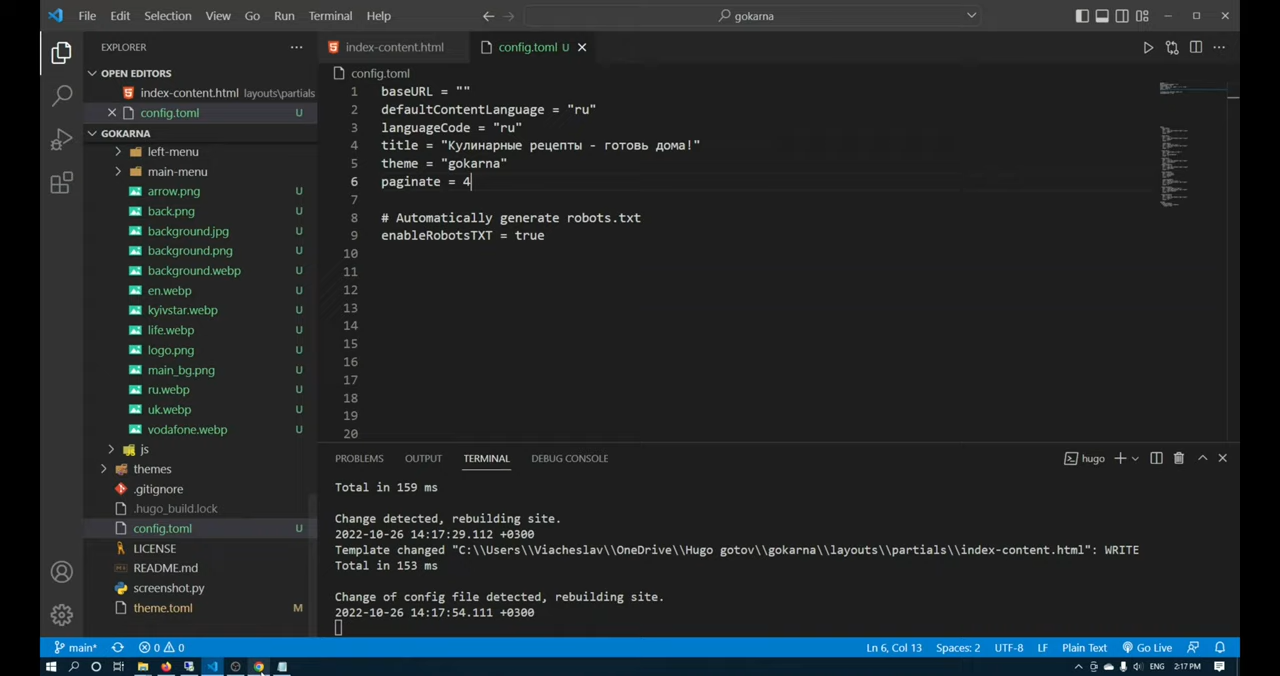 File Edit Selection View Go Run Terminal Help
gokarna
EXPLORER
index-content.html
config.toml U
OPEN EDITORS
index-content.html layouts\partials
config.toml U
GOKARNA
left-menu
main-menu
arrow.png U
back.png U
background.jpg U
background.png U
background.webp U
en.webp U
kyivstar.webp U
life.webp U
logo.png U
main_bg.png U
ru.webp U
uk.webp U
vodafone.webp U
js
themes
.gitignore
.hugo_build.lock
config.toml U
LICENSE
README.md
screenshot.py
theme.toml M
config.toml
1 baseURL = ""
2 defaultContentLanguage = "ru"
3 languageCode = "ru"
4 title = "Кулинарные рецепты - готовь дома!"
5 theme = "gokarna"
6 paginate = 4
7
8 # Automatically generate robots.txt
9 enableRobotsTXT = true
10
11
12
13
14
15
16
17
18
19
20
PROBLEMS OUTPUT TERMINAL DEBUG CONSOLE
hugo
Total in 159 ms
Change detected, rebuilding site.
2022-10-26 14:17:29.112 +0300
Template changed "C:\\Users\\Viacheslav\\OneDrive\\Hugo gotov\\gokarna\\layouts\\partials\\index-content.html": WRITE
Total in 153 ms
Change of config file detected, rebuilding site.
2022-10-26 14:17:54.111 +0300
main* 0 0
Ln 6, Col 13 Spaces: 2 UTF-8 LF Plain Text Go Live
ENG 2:17 PM